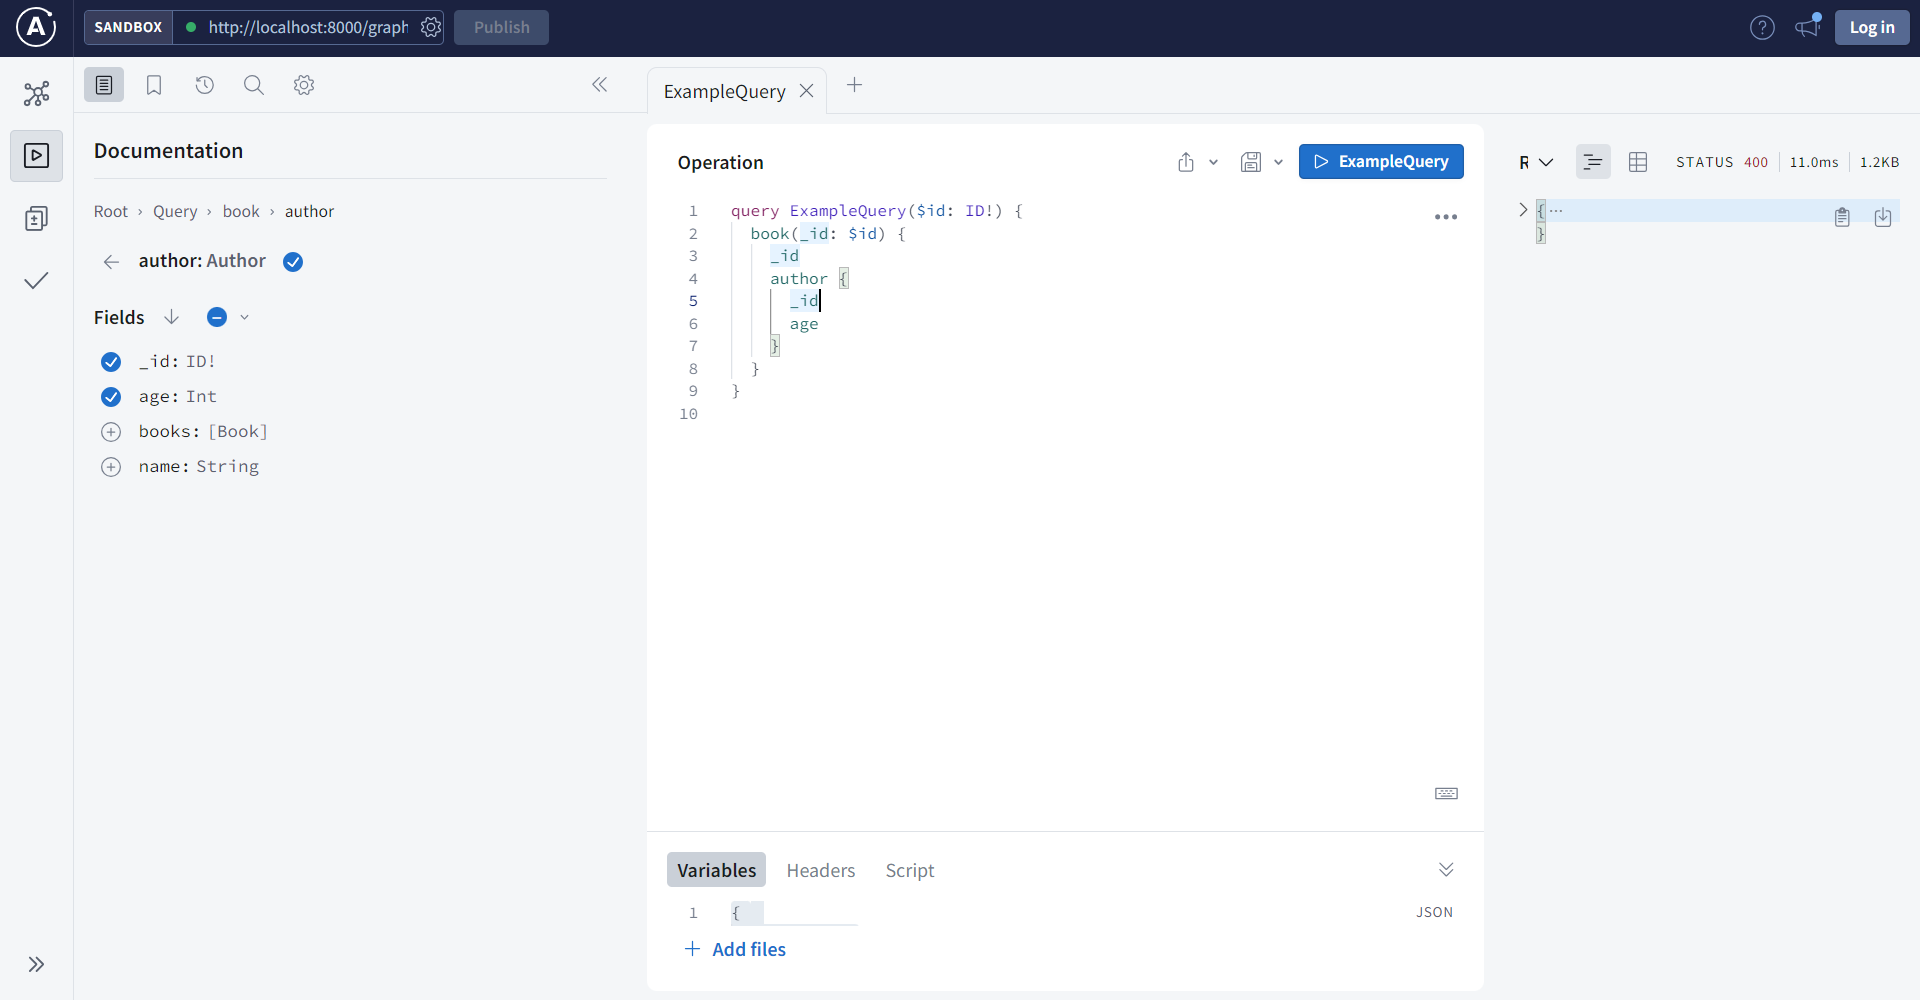 SANDBOX
http://localhost:8000/graph
Publish
?
Log in
ExampleQuery
Documentation
Root › Query › book › author
author: Author
Fields
_id: ID!
age: Int
books: [Book]
name: String
Operation
ExampleQuery
1 query ExampleQuery($id: ID!) {
2 book(_id: $id) {
3 _id
4 author {
5 _id
6 age
7 }
8 }
9 }
10
Variables
Headers
Script
1 {
JSON
Add files
R
STATUS 400
11.0ms
1.2KB
{ ⋯
}